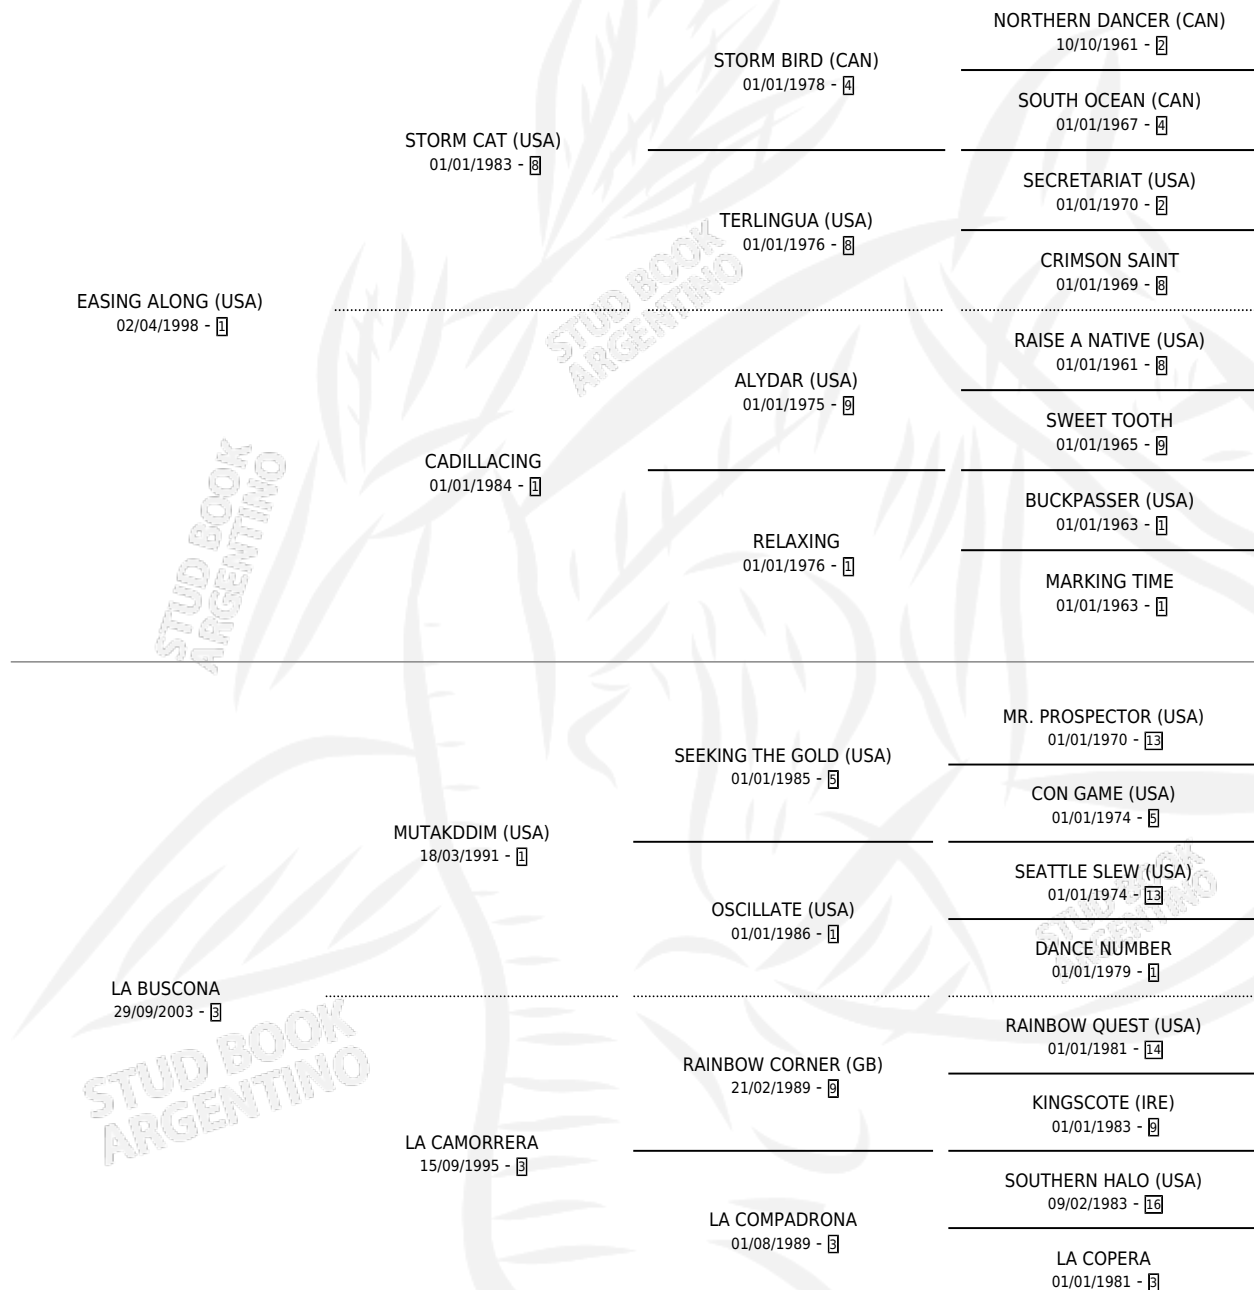 NORTHERN DANCER (CAN)
10/10/1961 - 2
STORM BIRD (CAN)
01/01/1978 - 4
SOUTH OCEAN (CAN)
01/01/1967 - 4
STORM CAT (USA)
01/01/1983 - 8
SECRETARIAT (USA)
01/01/1970 - 2
TERLINGUA (USA)
01/01/1976 - 8
CRIMSON SAINT
01/01/1969 - 8
EASING ALONG (USA)
02/04/1998 - 1
RAISE A NATIVE (USA)
01/01/1961 - 8
ALYDAR (USA)
01/01/1975 - 9
SWEET TOOTH
01/01/1965 - 9
CADILLACING
01/01/1984 - 1
BUCKPASSER (USA)
01/01/1963 - 1
RELAXING
01/01/1976 - 1
MARKING TIME
01/01/1963 - 1
MR. PROSPECTOR (USA)
01/01/1970 - 13
SEEKING THE GOLD (USA)
01/01/1985 - 5
CON GAME (USA)
01/01/1974 - 5
MUTAKDDIM (USA)
18/03/1991 - 1
SEATTLE SLEW (USA)
01/01/1974 - 13
OSCILLATE (USA)
01/01/1986 - 1
DANCE NUMBER
01/01/1979 - 1
LA BUSCONA
29/09/2003 - 3
RAINBOW QUEST (USA)
01/01/1981 - 14
RAINBOW CORNER (GB)
21/02/1989 - 9
KINGSCOTE (IRE)
01/01/1983 - 9
LA CAMORRERA
15/09/1995 - 3
SOUTHERN HALO (USA)
09/02/1983 - 16
LA COMPADRONA
01/08/1989 - 3
LA COPERA
01/01/1981 - 3
STUD BOOK
ARGENTINO
STUD BOOK
ARGENTINO
STUD BOOK
ARGENTINO
STUD BOOK
ARGENTINO